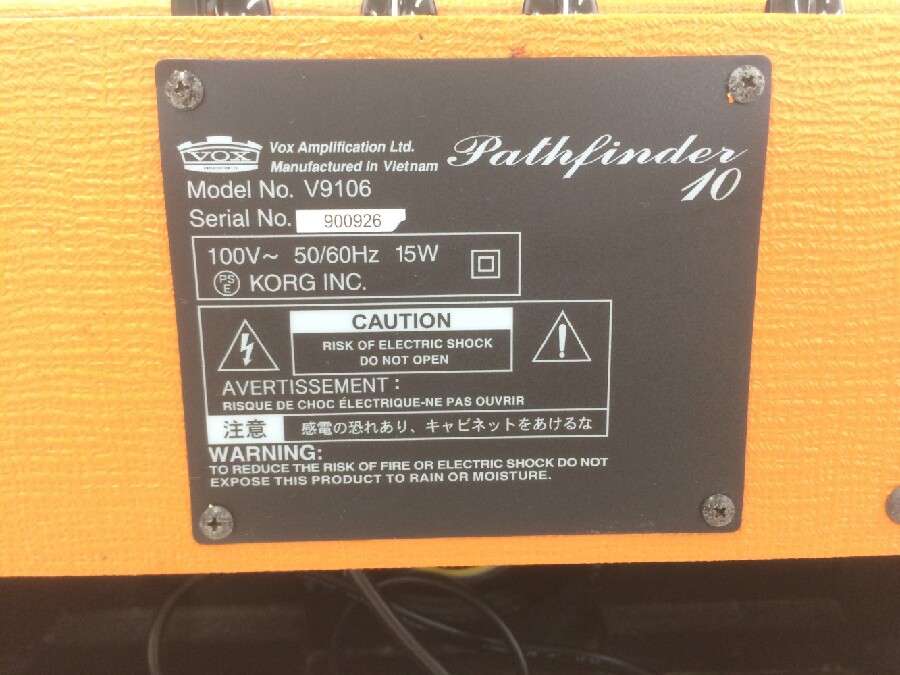 VOX
Vox Amplification Ltd.
Manufactured in Vietnam
Pathfinder
10
Model No. V9106
Serial No. 900926
100V~ 50/60Hz 15W
PSE KORG INC.
CAUTION
RISK OF ELECTRIC SHOCK
DO NOT OPEN
AVERTISSEMENT :
RISQUE DE CHOC ÉLECTRIQUE-NE PAS OUVRIR
注意 感電の恐れあり、キャビネットをあけるな
WARNING:
TO REDUCE THE RISK OF FIRE OR ELECTRIC SHOCK DO NOT
EXPOSE THIS PRODUCT TO RAIN OR MOISTURE.